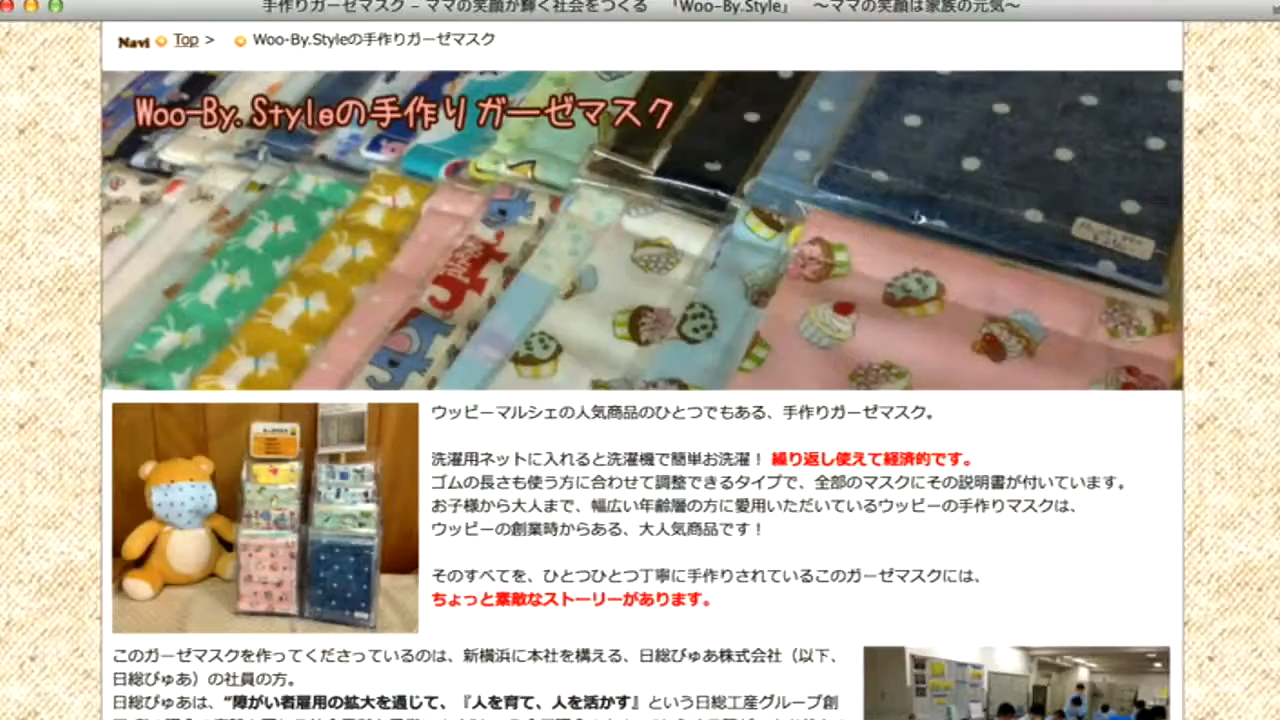 手作りガーゼマスク – ママの笑顔が輝く社会をつくる 「Woo-By.Style」 ～ママの笑顔は家族の元気～
Navi Top > Woo-By.Styleの手作りガーゼマスク
Woo-By.Styleの手作りガーゼマスク
ウッピーマルシェの人気商品のひとつでもある、手作りガーゼマスク。
洗濯用ネットに入れると洗濯機で簡単お洗濯！ 繰り返し使えて経済的です。
ゴムの長さも使う方に合わせて調整できるタイプで、全部のマスクにその説明書が付いています。
お子様から大人まで、幅広い年齢層の方に愛用いただいているウッピーの手作りマスクは、
ウッピーの創業時からある、大人気商品です！
そのすべてを、ひとつひとつ丁寧に手作りされているこのガーゼマスクには、
ちょっと素敵なストーリーがあります。
このガーゼマスクを作ってくださっているのは、新横浜に本社を構える、日総ぴゅあ株式会社（以下、
日総ぴゅあ）の社員の方。
日総ぴゅあは、“障がい者雇用の拡大を通じて、『人を育て、人を活かす』という日総工産グループ創